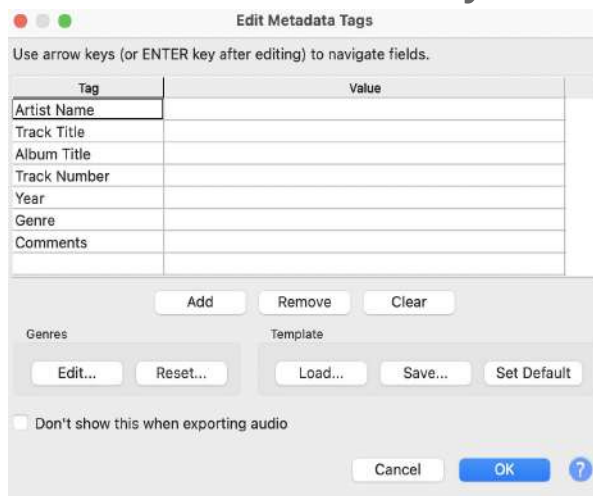 Edit Metadata Tags
Use arrow keys (or ENTER key after editing) to navigate fields.
Tag Value
Artist Name
Track Title
Album Title
Track Number
Year
Genre
Comments
Add Remove Clear
Genres Template
Edit... Reset... Load... Save... Set Default
Don't show this when exporting audio
Cancel OK ?